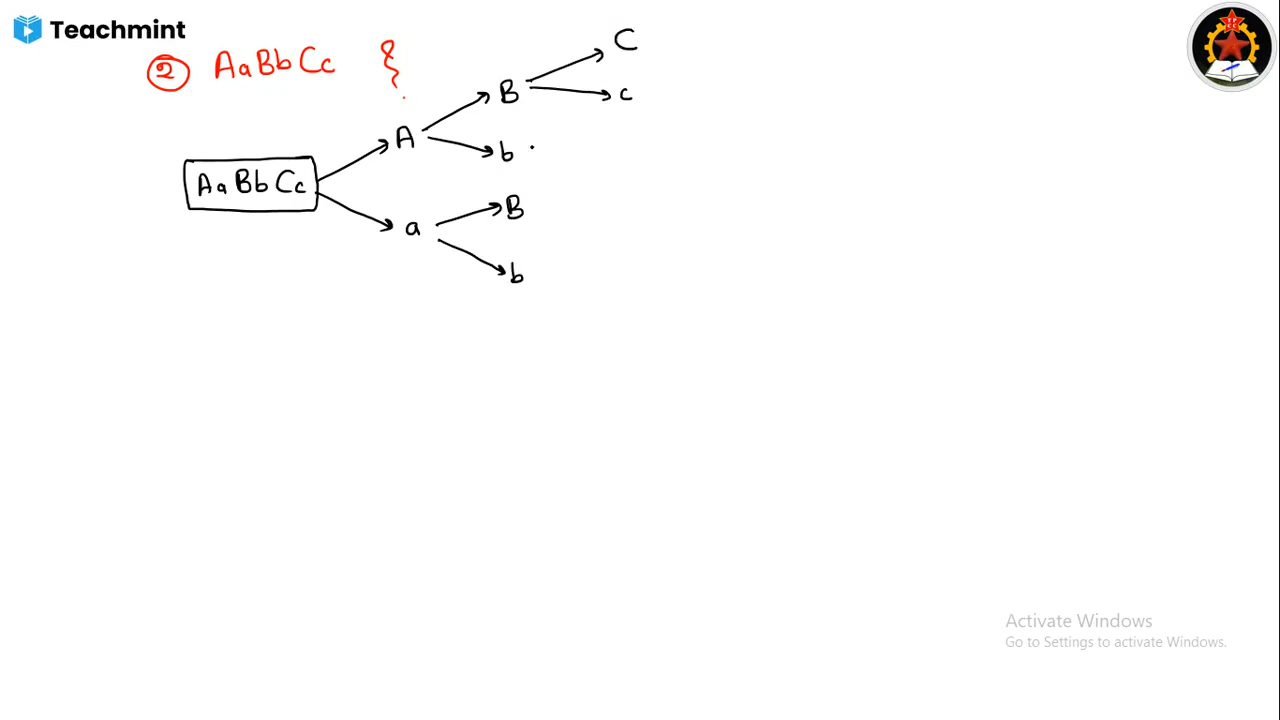 Teachmint
② AaBbCc
C
B
c
A
b
AaBbCc
B
a
b
Activate Windows
Go to Settings to activate Windows.